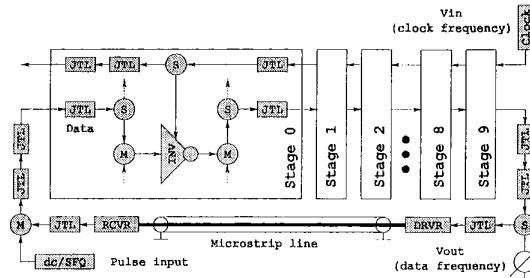 Vin
(clock frequency)
Clock
JTL JTL S JTL
JTL S S JTL
Data
M INV M
Stage 0
Stage 1
Stage 2
Stage 8
Stage 9
JTL
JTL
JTL
JTL
M JTL RCVR DRVR JTL S
Microstrip line
dc/SFQ Pulse input
Vout
(data frequency)